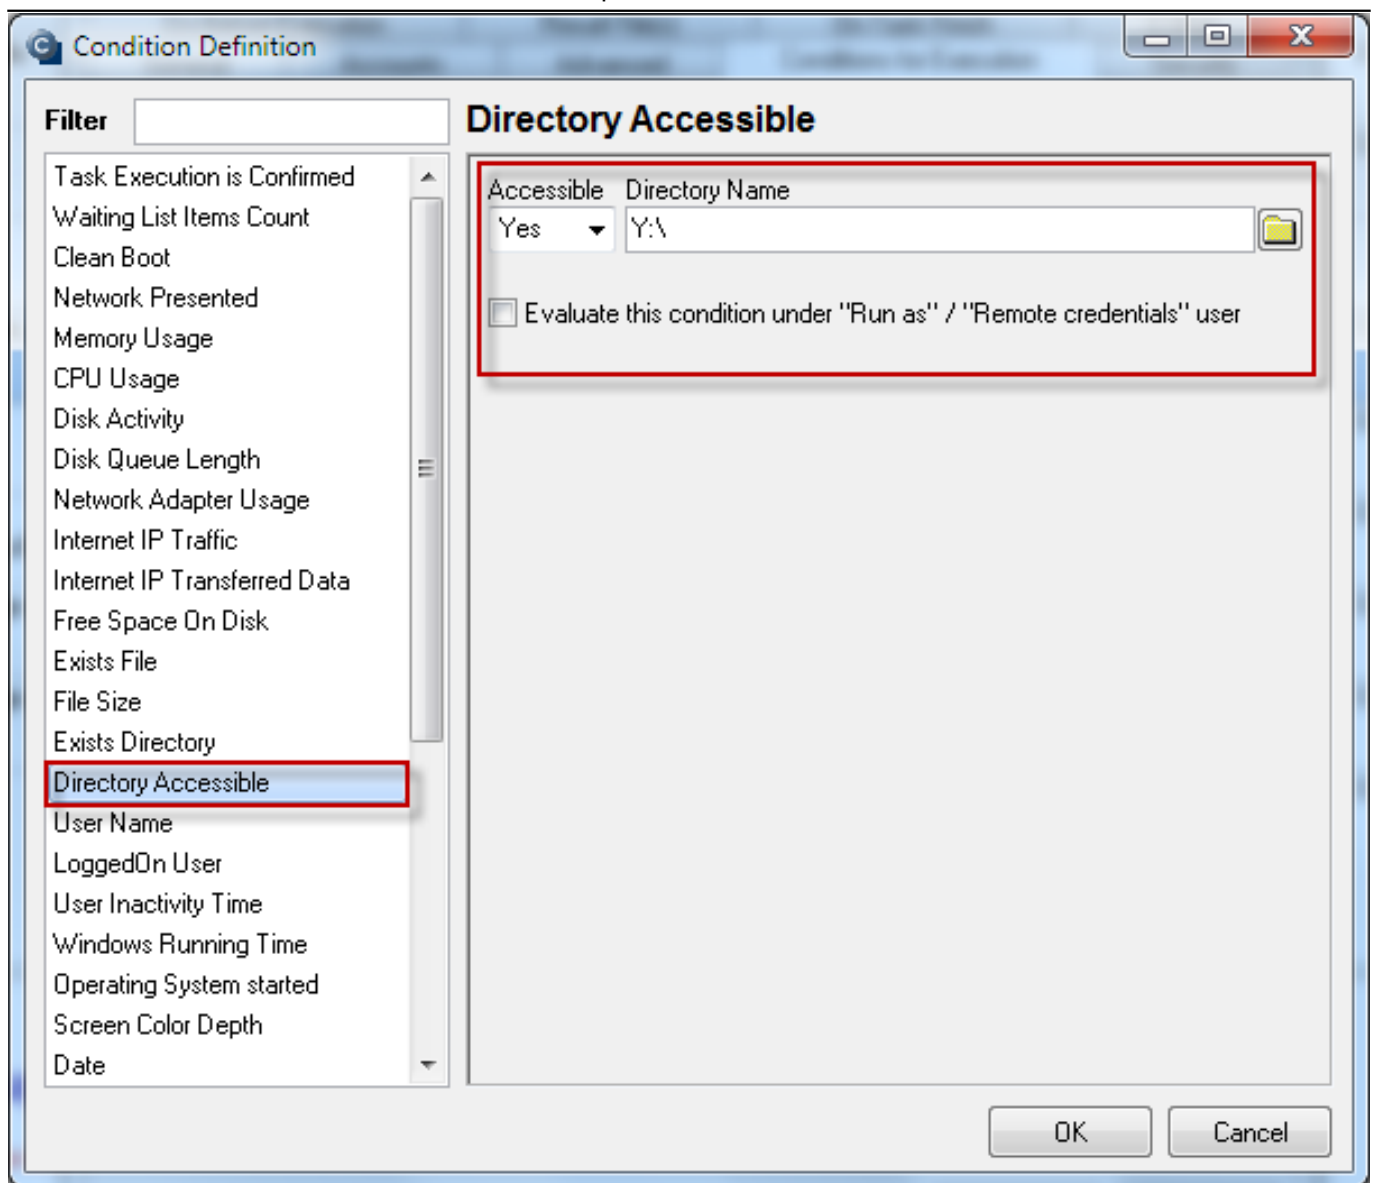 Condition Definition
Filter
Task Execution is Confirmed
Waiting List Items Count
Clean Boot
Network Presented
Memory Usage
CPU Usage
Disk Activity
Disk Queue Length
Network Adapter Usage
Internet IP Traffic
Internet IP Transferred Data
Free Space On Disk
Exists File
File Size
Exists Directory
Directory Accessible
User Name
LoggedOn User
User Inactivity Time
Windows Running Time
Operating System started
Screen Color Depth
Date
Directory Accessible
Accessible Directory Name
Yes Y:\
Evaluate this condition under "Run as" / "Remote credentials" user
OK Cancel